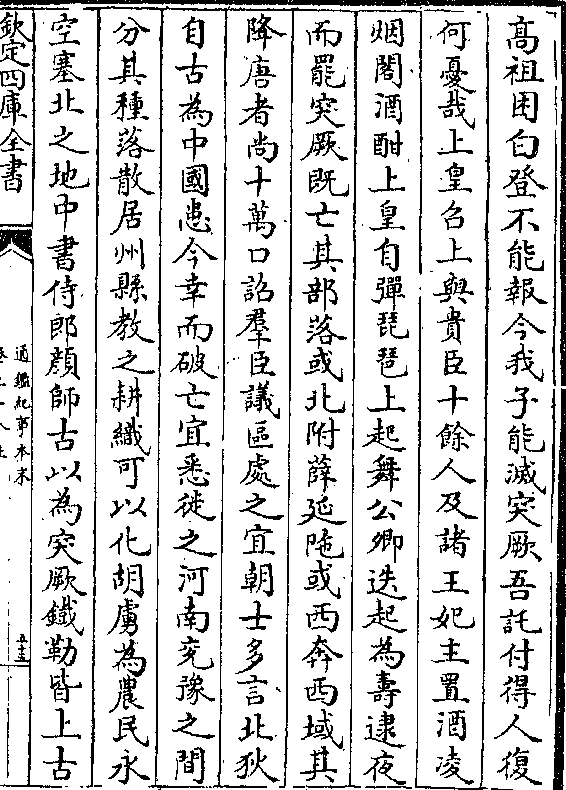 高祖困白登不能報今我子能滅突厥吾託付得人復
何憂哉上皇召上與貴臣十餘人及諸王妃主置酒凌
烟閣酒酣上皇自彈琵琶上起舞公卿迭起為壽逮夜
而罷突厥既亡其部落或北附薛延陁或西奔西域其
降唐者尚十萬口詔羣臣議區處之宜朝士多言北狄
自古為中國患今幸而破亡宜悉徙之河南兖豫之間
分其種落散居州縣教之耕織可以化胡虜為農民永
空塞北之地中書侍郎顔師古以為突厥鐵勒皆上古
欽定四庫全書
通鑑紀事本末